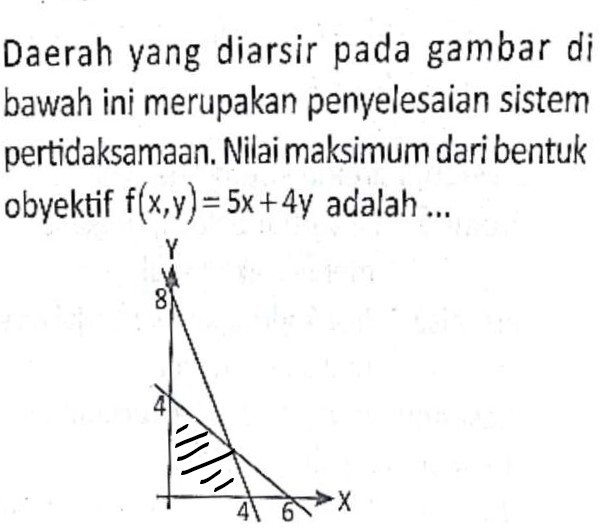 Daerah yang diarsir pada gambar di
bawah ini merupakan penyelesaian sistem
pertidaksamaan. Nilai maksimum dari bentuk
obyektif f(x,y)= 5x+4y adalah ...
Y
8
4
4 6 X